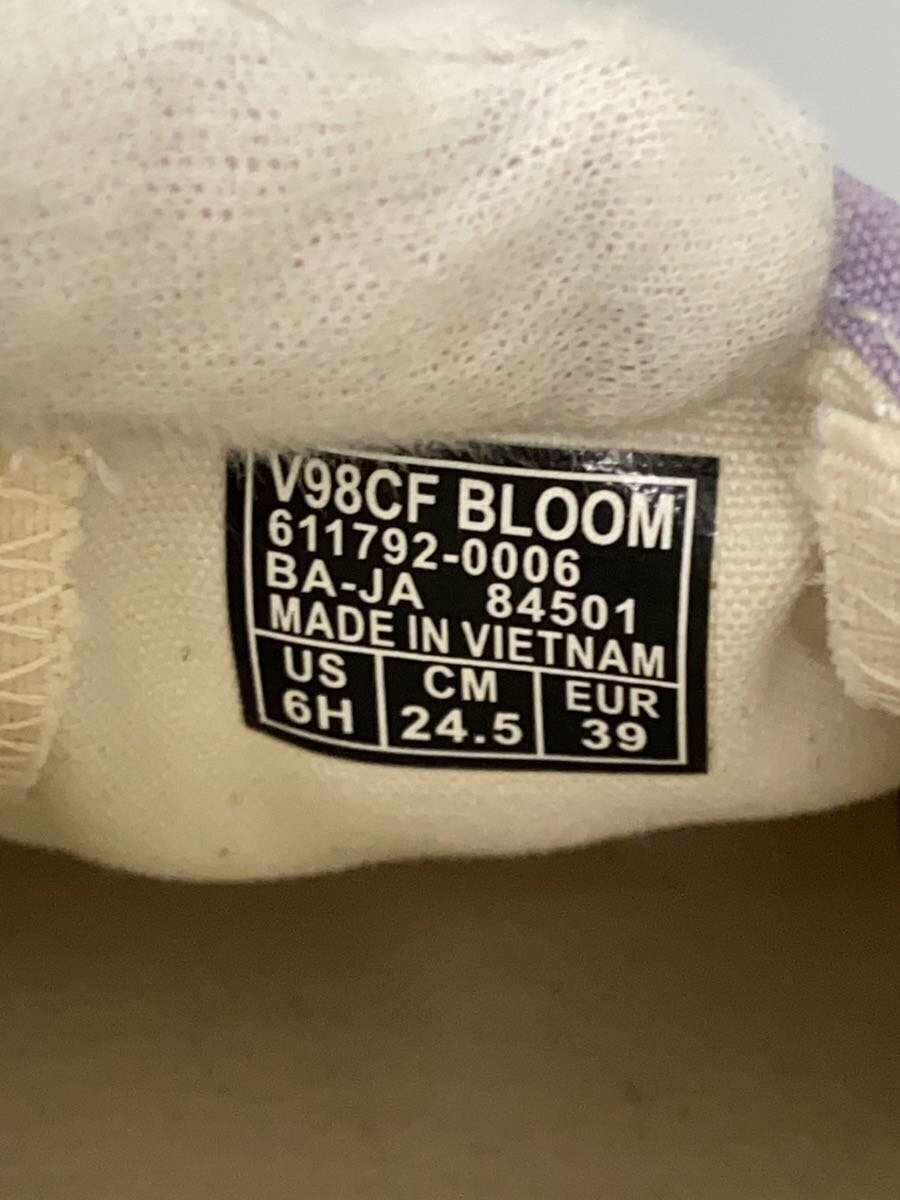 V98CF BLOOM
611792-0006
BA-JA 84501
MADE IN VIETNAM
US CM EUR
6H 24.5 39